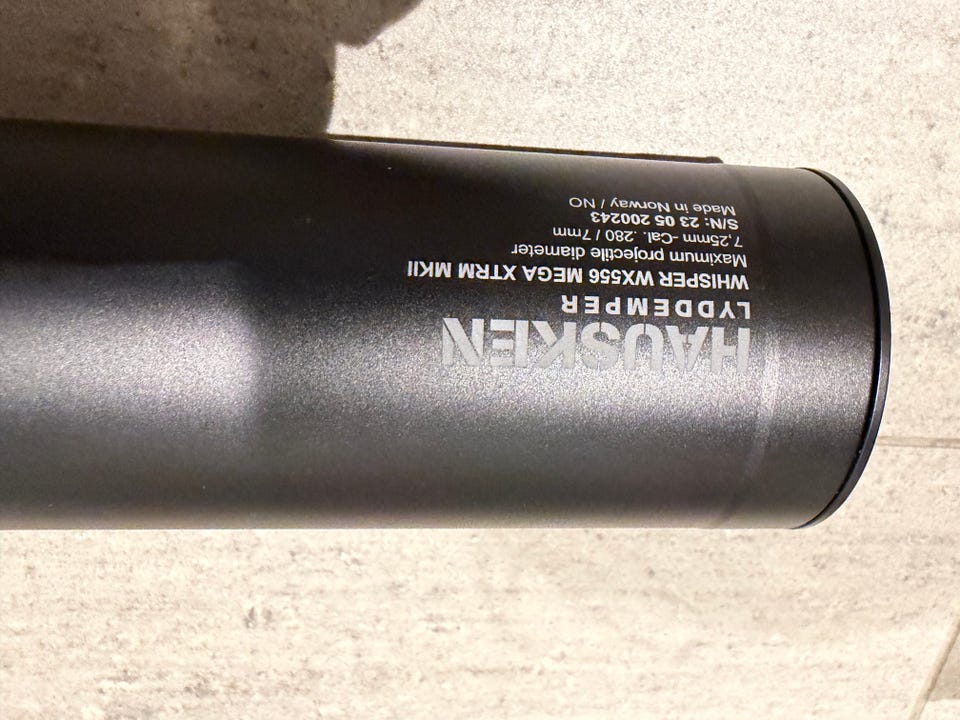 HAUSKEN
LYDDEMPER
WHISPER WX556 MEGA XTRM MKII
Maximum projectile diameter
7,25mm -Cal. .280 / 7mm
S/N: 23 05 200243
Made in Norway / NO